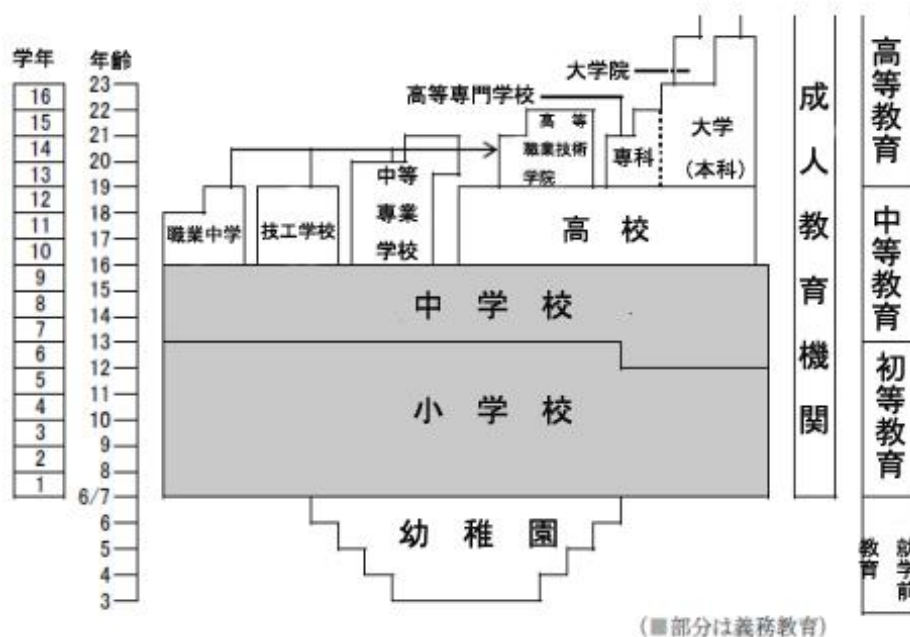 学年
年齢
16
15
14
13
12
11
10
9
8
7
6
5
4
3
2
1
23
22
21
20
19
18
17
16
15
14
13
12
11
10
9
8
6/7
6
5
4
3
大学院
高等専門学校
高等
職業技術
学院
専科
大学
(本科)
中等
専業
学校
職業中学
技工学校
高校
中学校
小学校
幼稚園
成人教育機関
高等教育
中等教育
初等教育
就学前
教育
(■部分は義務教育)